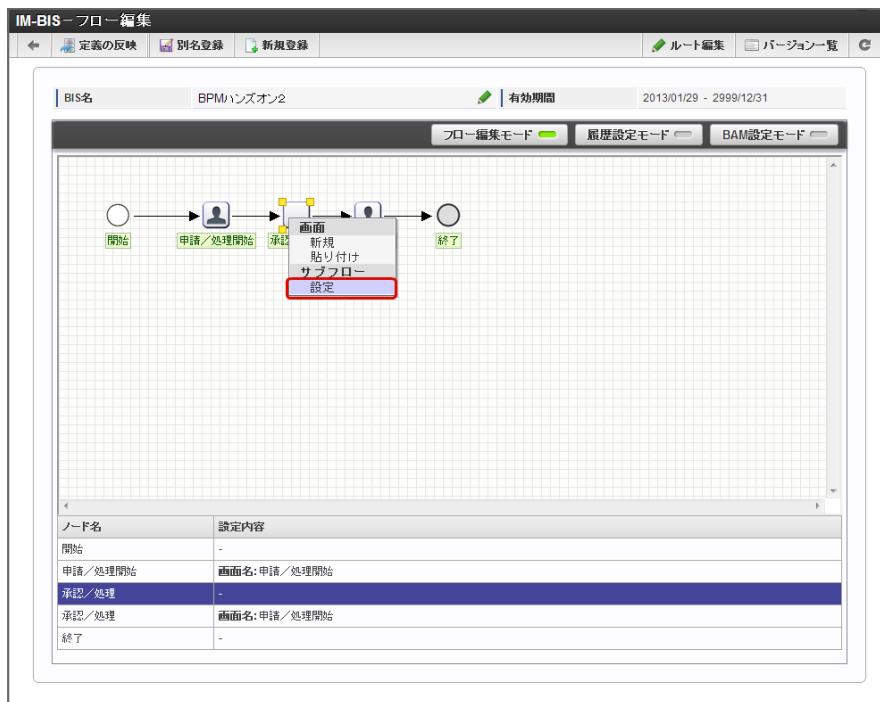 IM-BIS－フロー編集
定義の反映 別名登録 新規登録 ルート編集 バージョン一覧
BIS名 BPMハンズオン2 有効期間 2013/01/29 - 2999/12/31
フロー編集モード 履歴設定モード BAM設定モード
開始 申請／処理開始 承認 終了
画面
新規
貼り付け
サブフロー
設定
ノード名 設定内容
開始 -
申請／処理開始 画面名:申請／処理開始
承認／処理 -
承認／処理 画面名:申請／処理開始
終了 -